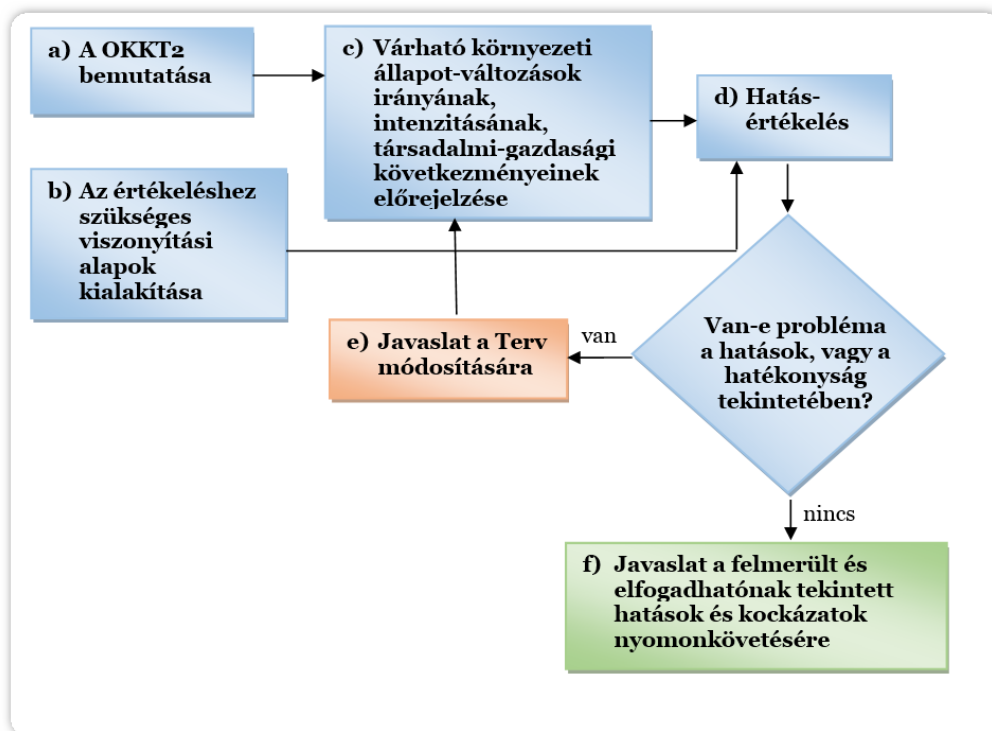 a) A OKKT2
bemutatása
c) Várható környezeti
állapot-változások
irányának,
intenzitásának,
társadalmi-gazdasági
következményeinek
előrejelzése
d) Hatás-
értékelés
b) Az értékeléshez
szükséges
viszonyítási
alapok
kialakítása
Van-e probléma
a hatások, vagy a
hatékonyság
tekintetében?
van
e) Javaslat a Terv
módosítására
nincs
f) Javaslat a felmerült és
elfogadhatónak tekintett
hatások és kockázatok
nyomonkövetésére